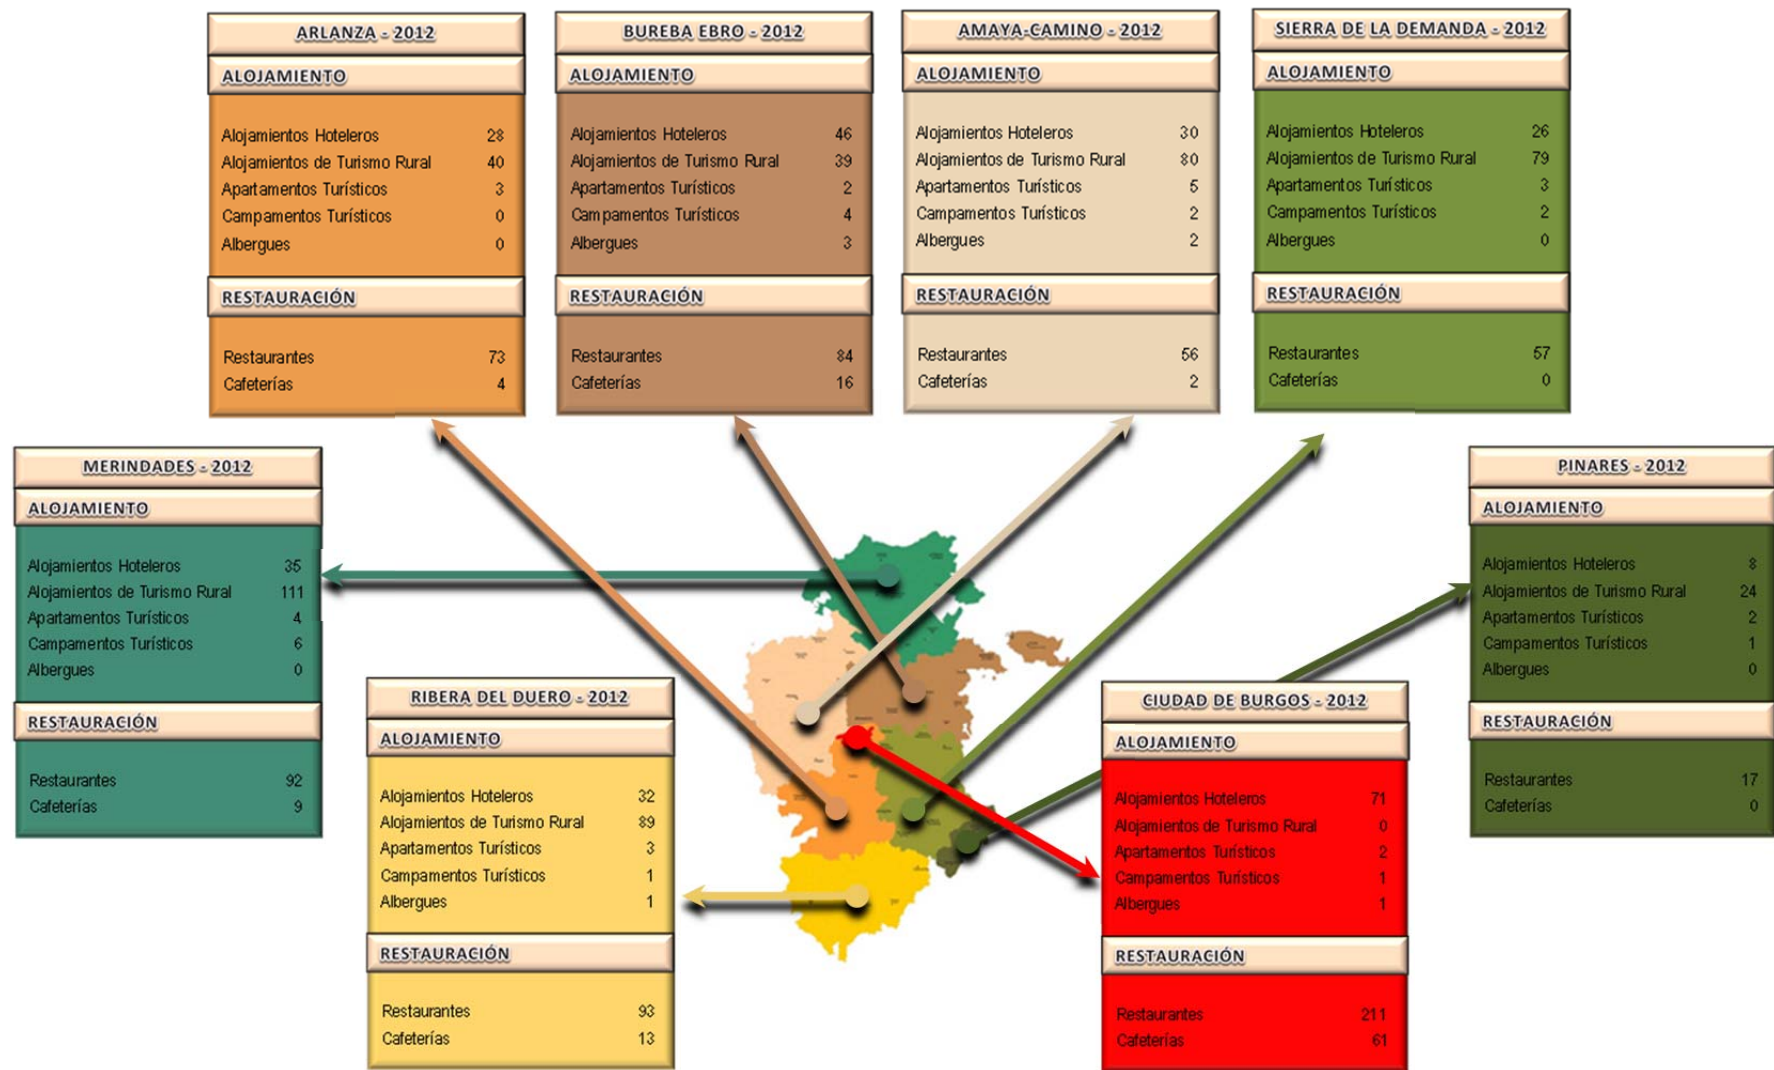 ARLANZA - 2012
ALOJAMIENTO
Alojamientos Hoteleros 28
Alojamientos de Turismo Rural 40
Apartamentos Turísticos 3
Campamentos Turísticos 0
Albergues 0
RESTAURACIÓN
Restaurantes 73
Cafeterías 4
BUREBA EBRO - 2012
ALOJAMIENTO
Alojamientos Hoteleros 46
Alojamientos de Turismo Rural 39
Apartamentos Turísticos 2
Campamentos Turísticos 4
Albergues 3
RESTAURACIÓN
Restaurantes 84
Cafeterías 16
AMAYA-CAMINO - 2012
ALOJAMIENTO
Alojamientos Hoteleros 30
Alojamientos de Turismo Rural 80
Apartamentos Turísticos 5
Campamentos Turísticos 2
Albergues 2
RESTAURACIÓN
Restaurantes 56
Cafeterías 2
SIERRA DE LA DEMANDA - 2012
ALOJAMIENTO
Alojamientos Hoteleros 26
Alojamientos de Turismo Rural 79
Apartamentos Turísticos 3
Campamentos Turísticos 2
Albergues 0
RESTAURACIÓN
Restaurantes 57
Cafeterías 0
MERINDADES - 2012
ALOJAMIENTO
Alojamientos Hoteleros 35
Alojamientos de Turismo Rural 111
Apartamentos Turísticos 4
Campamentos Turísticos 6
Albergues 0
RESTAURACIÓN
Restaurantes 92
Cafeterías 9
RIBERA DEL DUERO - 2012
ALOJAMIENTO
Alojamientos Hoteleros 32
Alojamientos de Turismo Rural 89
Apartamentos Turísticos 3
Campamentos Turísticos 1
Albergues 1
RESTAURACIÓN
Restaurantes 93
Cafeterías 13
CIUDAD DE BURGOS - 2012
ALOJAMIENTO
Alojamientos Hoteleros 71
Alojamientos de Turismo Rural 0
Apartamentos Turísticos 2
Campamentos Turísticos 1
Albergues 1
RESTAURACIÓN
Restaurantes 211
Cafeterías 61
PINARES - 2012
ALOJAMIENTO
Alojamientos Hoteleros 8
Alojamientos de Turismo Rural 24
Apartamentos Turísticos 2
Campamentos Turísticos 1
Albergues 0
RESTAURACIÓN
Restaurantes 17
Cafeterías 0